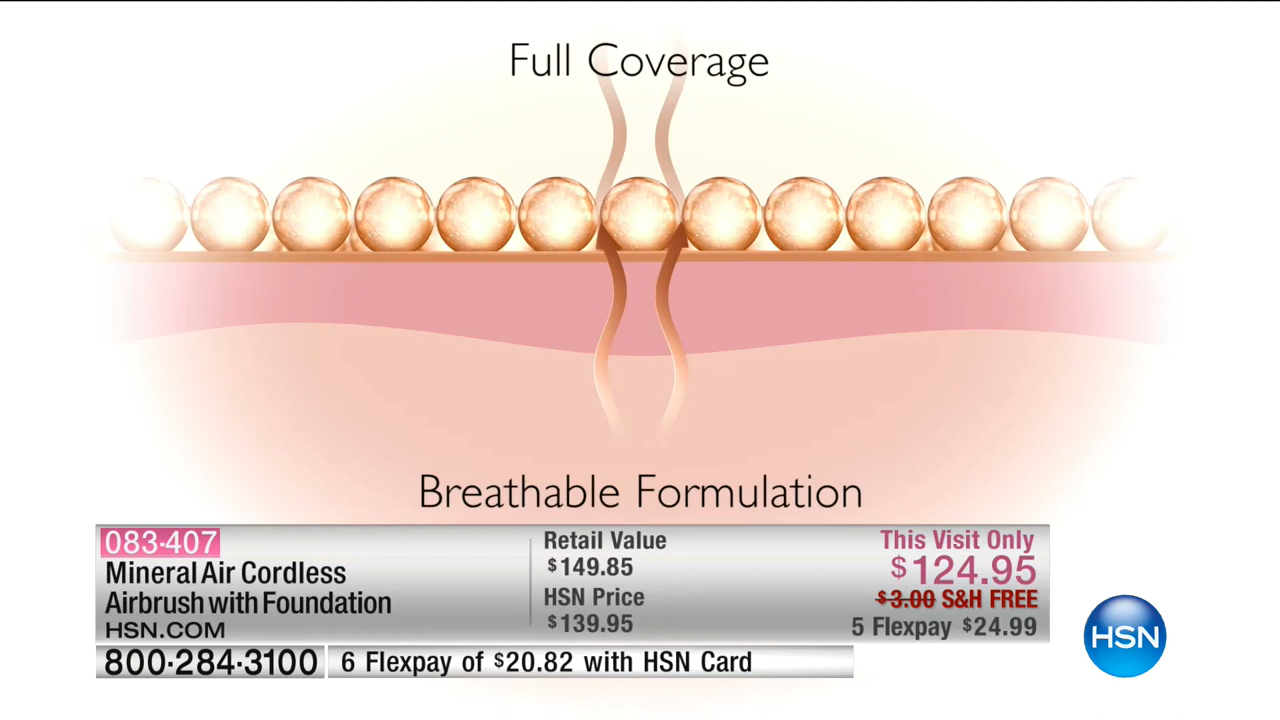 Full Coverage
Breathable Formulation
083-407
Mineral Air Cordless
Airbrush with Foundation
HSN.COM
Retail Value
$149.85
HSN Price
$139.95
This Visit Only
$124.95
$3.00 S&H FREE
5 Flexpay $24.99
800-284-3100
6 Flexpay of $20.82 with HSN Card
HSN